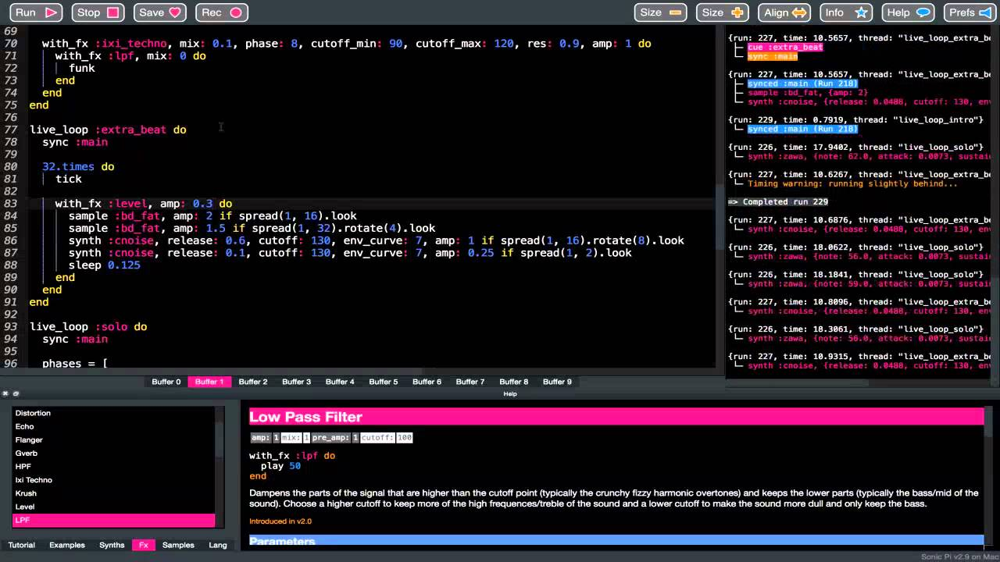 Run Stop Save Rec Size Size Align Info Help Prefs
69
70 with_fx :ixi_techno, mix: 0.1, phase: 8, cutoff_min: 90, cutoff_max: 120, res: 0.9, amp: 1 do
71 with_fx :lpf, mix: 0 do
72 funk
73 end
74 end
75 end
76
77 live_loop :extra_beat do
78 sync :main
79
80 32.times do
81 tick
82
83 with_fx :level, amp: 0.3 do
84 sample :bd_fat, amp: 2 if spread(1, 16).look
85 sample :bd_fat, amp: 1.5 if spread(1, 32).rotate(4).look
86 synth :cnoise, release: 0.6, cutoff: 130, env_curve: 7, amp: 1 if spread(1, 16).rotate(8).look
87 synth :cnoise, release: 0.1, cutoff: 130, env_curve: 7, amp: 0.25 if spread(1, 2).look
88 sleep 0.125
89 end
90 end
91 end
92
93 live_loop :solo do
94 sync :main
95
96 phases = [
{run: 227, time: 10.5657, thread: "live_loop_extra_be
cue :extra_beat
sync :main
{run: 227, time: 10.5657, thread: "live_loop_extra_be
synced :main (Run 218)
sample :bd_fat, {amp: 2}
synth :cnoise, {release: 0.0488, cutoff: 130, en
{run: 229, time: 0.7919, thread: "live_loop_intro"}
synced :main (Run 218)
{run: 226, time: 17.9402, thread: "live_loop_solo"}
synth :zawa, {note: 62.0, attack: 0.0073, sustai
{run: 227, time: 10.6267, thread: "live_loop_extra_be
Timing warning: running slightly behind...
=> Completed run 229
{run: 227, time: 10.6876, thread: "live_loop_extra_be
synth :cnoise, {release: 0.0488, cutoff: 130, en
{run: 226, time: 18.0622, thread: "live_loop_solo"}
synth :zawa, {note: 56.0, attack: 0.0073, sustai
{run: 226, time: 18.1841, thread: "live_loop_solo"}
synth :zawa, {note: 59.0, attack: 0.0073, sustai
{run: 227, time: 10.8096, thread: "live_loop_extra_be
synth :cnoise, {release: 0.0488, cutoff: 130, en
{run: 226, time: 18.3061, thread: "live_loop_solo"}
synth :zawa, {note: 56.0, attack: 0.0073, sustai
{run: 227, time: 10.9315, thread: "live_loop_extra_be
synth :cnoise, {release: 0.0488, cutoff: 130, en
Buffer 0 Buffer 1 Buffer 2 Buffer 3 Buffer 4 Buffer 5 Buffer 6 Buffer 7 Buffer 8 Buffer 9
Help
Distortion
Echo
Flanger
Gverb
HPF
Ixi Techno
Krush
Level
LPF
Tutorial Examples Synths Fx Samples Lang
Low Pass Filter
amp: 1 mix: 1 pre_amp: 1 cutoff: 100
with_fx :lpf do
play 50
end
Dampens the parts of the signal that are higher than the cutoff point (typically the crunchy fizzy harmonic overtones) and keeps the lower parts (typically the bass/mid of the
sound). Choose a higher cutoff to keep more of the high frequences/treble of the sound and a lower cutoff to make the sound more dull and only keep the bass.
Introduced in v2.0
Parameters
Sonic Pi v2.9 on Mac